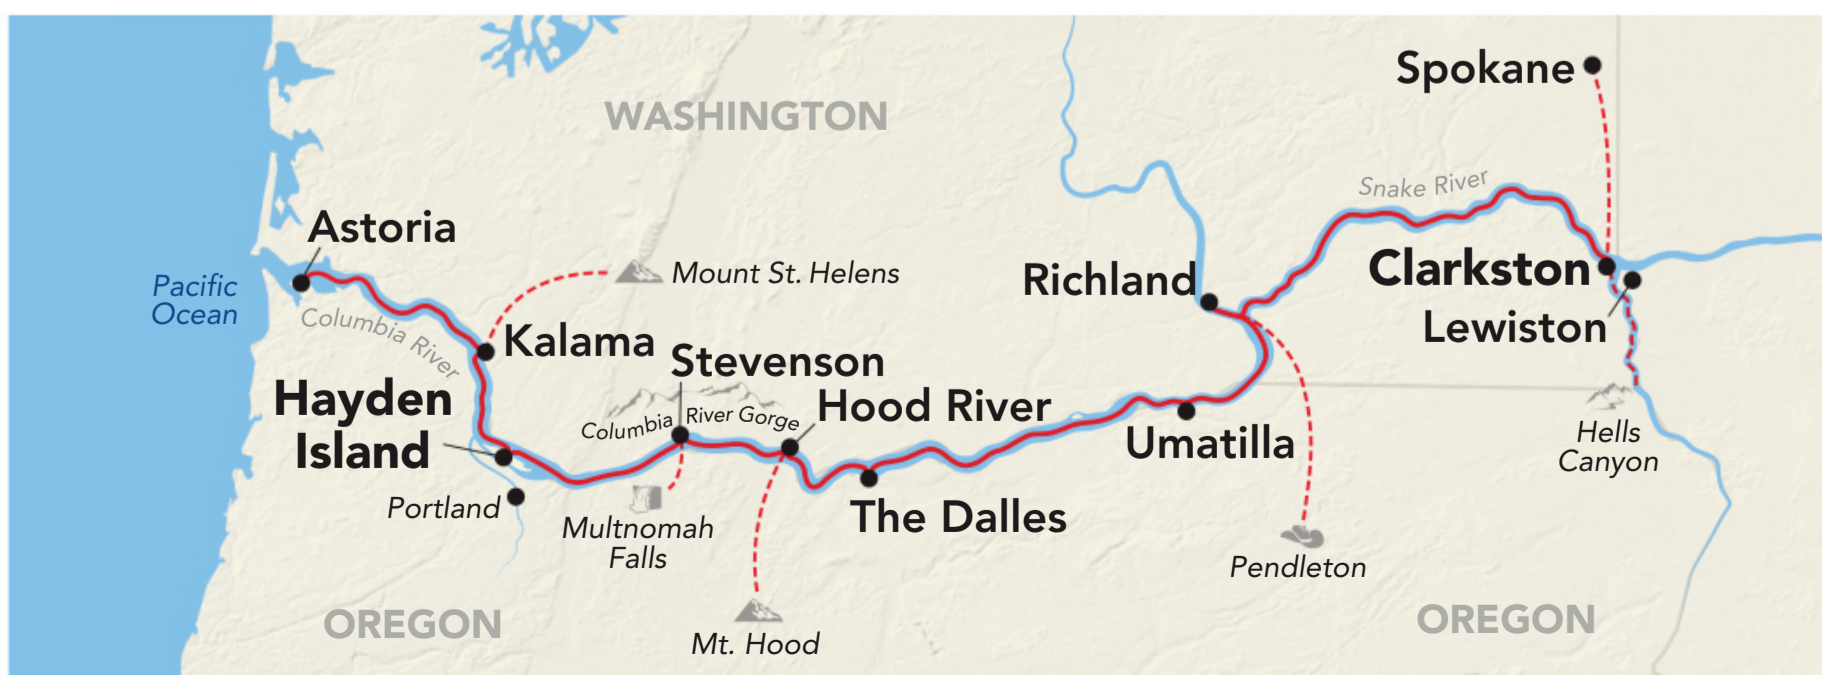 Spokane
WASHINGTON
Snake River
Astoria
Pacific
Ocean
Mount St. Helens
Richland
Clarkston
Columbia River
Kalama
Lewiston
Stevenson
Hayden
Island
Columbia River Gorge
Hood River
Umatilla
Hells
Canyon
Portland
Multnomah
Falls
The Dalles
Pendleton
OREGON
OREGON
Mt. Hood